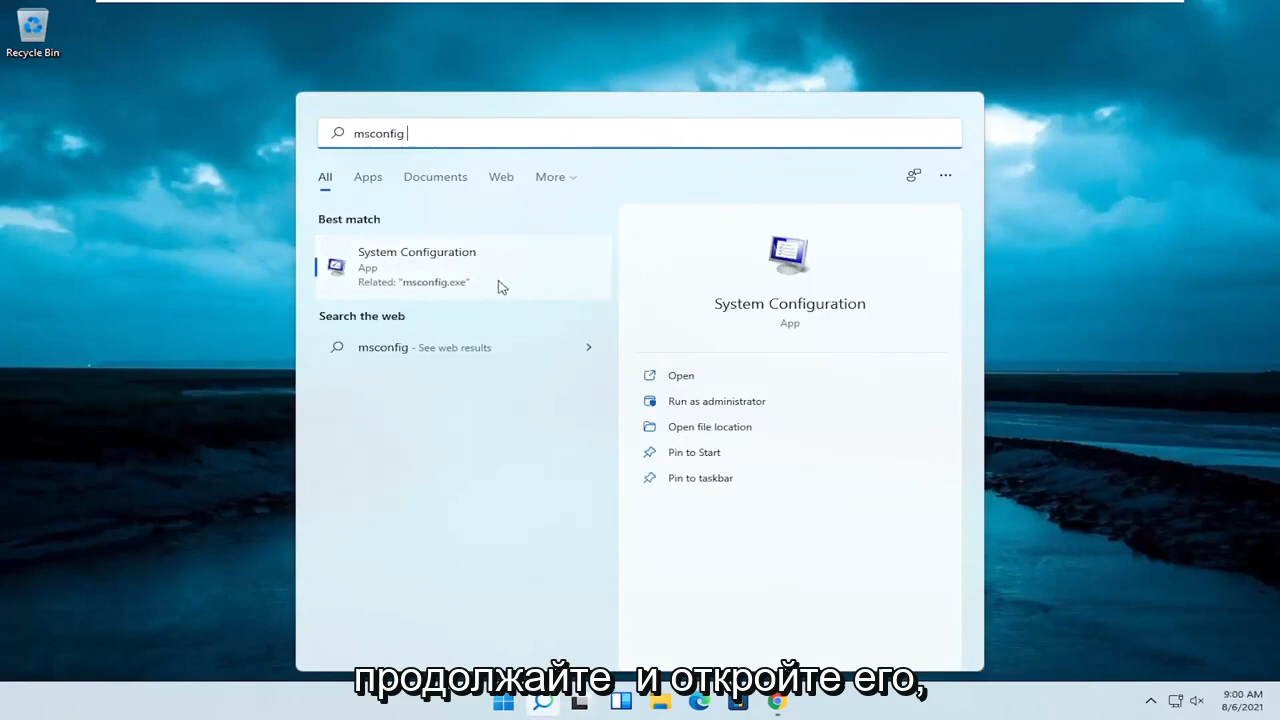 Recycle Bin
msconfig
All Apps Documents Web More
Best match
System Configuration
App
Related: "msconfig.exe"
Search the web
msconfig - See web results
System Configuration
App
Open
Run as administrator
Open file location
Pin to Start
Pin to taskbar
продолжайте и откройте его,
9:00 AM
8/6/2021